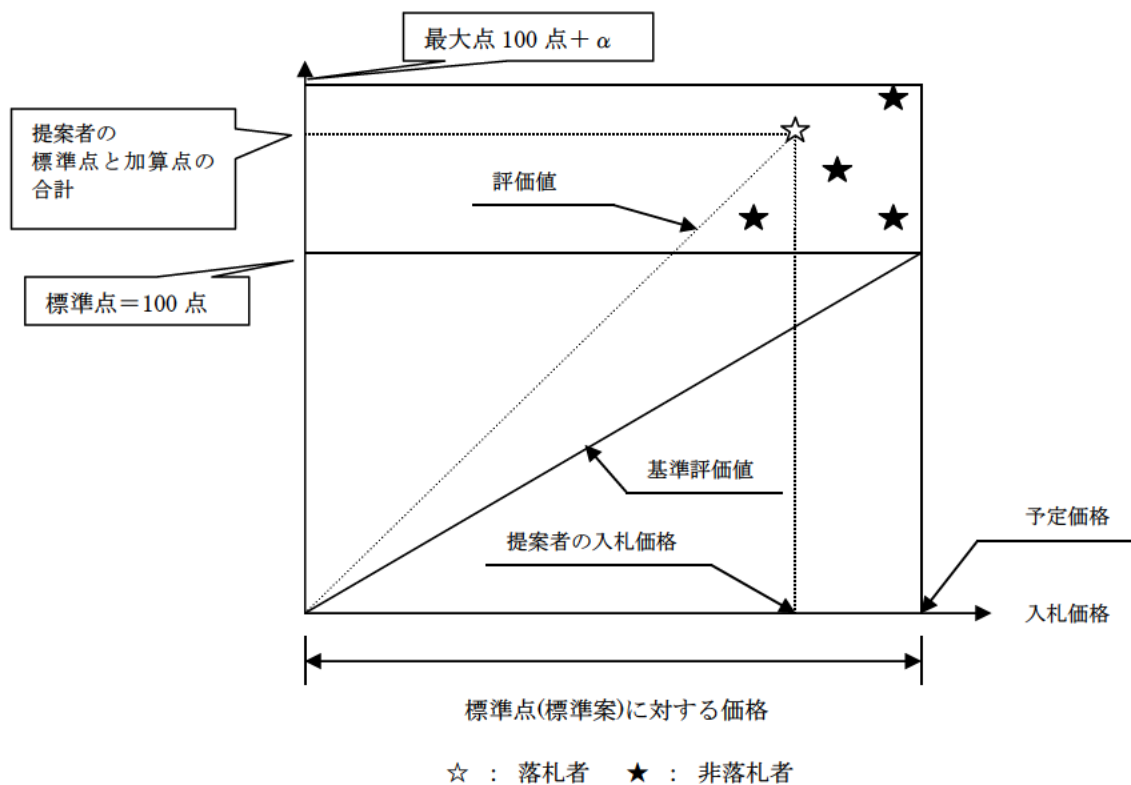 最大点 100 点＋α
提案者の
標準点と加算点の
合計
評価値
標準点＝100 点
基準評価値
予定価格
提案者の入札価格
入札価格
標準点(標準案)に対する価格
☆ ： 落札者 ★ ： 非落札者